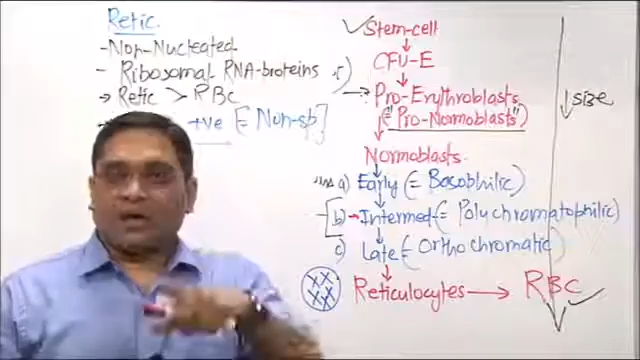 Retic.
-Non-Nucleated
- Ribosomal RNA-proteins
→ Retic > RBC
→ +ve [= Non-sp]
✓Stem-cell
↓
CFU-E
↓
→ Pro-Erythroblasts
(= "Pro-Normoblasts")
↓
Normoblasts
a) Early (= Basophilic)
b) → Intermed (= Polychromatophilic)
c) Late (= Orthochromatic)
↓
Reticulocytes → RBC ✓
↓ size